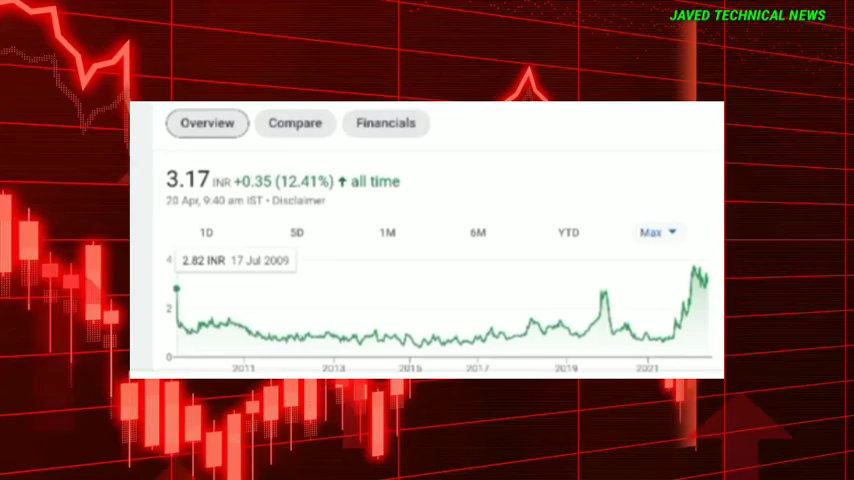 JAVED TECHNICAL NEWS
Overview Compare Financials
3.17 INR +0.35 (12.41%) ↑ all time
20 Apr, 9:40 am IST • Disclaimer
1D 5D 1M 6M YTD Max
4
2.82 INR 17 Jul 2009
2
0
2011 2013 2015 2017 2019 2021